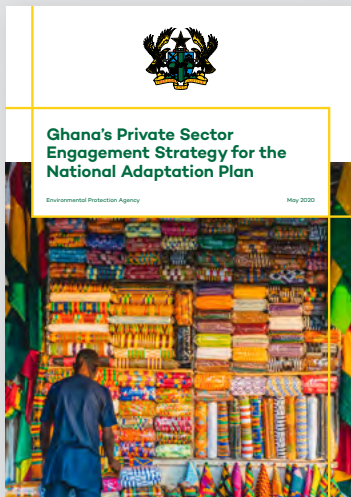 Ghana's Private Sector
Engagement Strategy for the
National Adaptation Plan
Environmental Protection Agency
May 2020